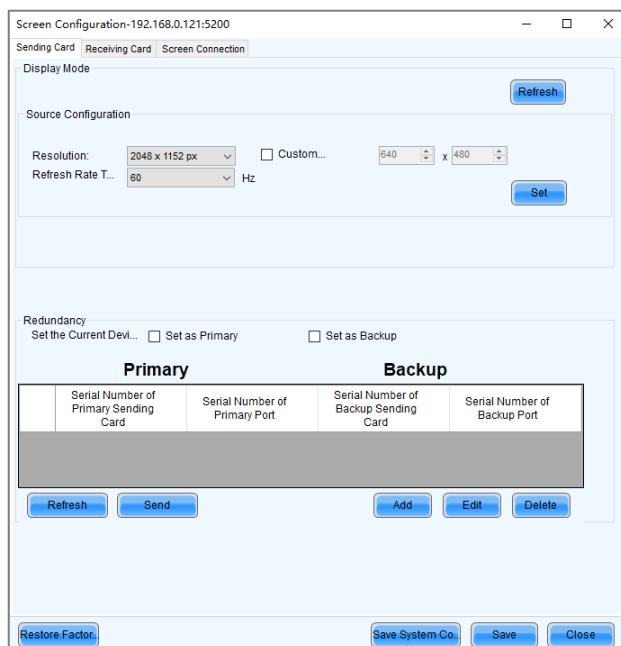 Screen Configuration-192.168.0.121:5200
Sending Card Receiving Card Screen Connection
Display Mode
Refresh
Source Configuration
Resolution: 2048 x 1152 px Custom... 640 x 480
Refresh Rate T... 60 Hz
Set
Redundancy
Set the Current Devi... Set as Primary Set as Backup
Primary Backup
Serial Number of Primary Sending Card
Serial Number of Primary Port
Serial Number of Backup Sending Card
Serial Number of Backup Port
Refresh Send Add Edit Delete
Restore Factor... Save System Co... Save Close